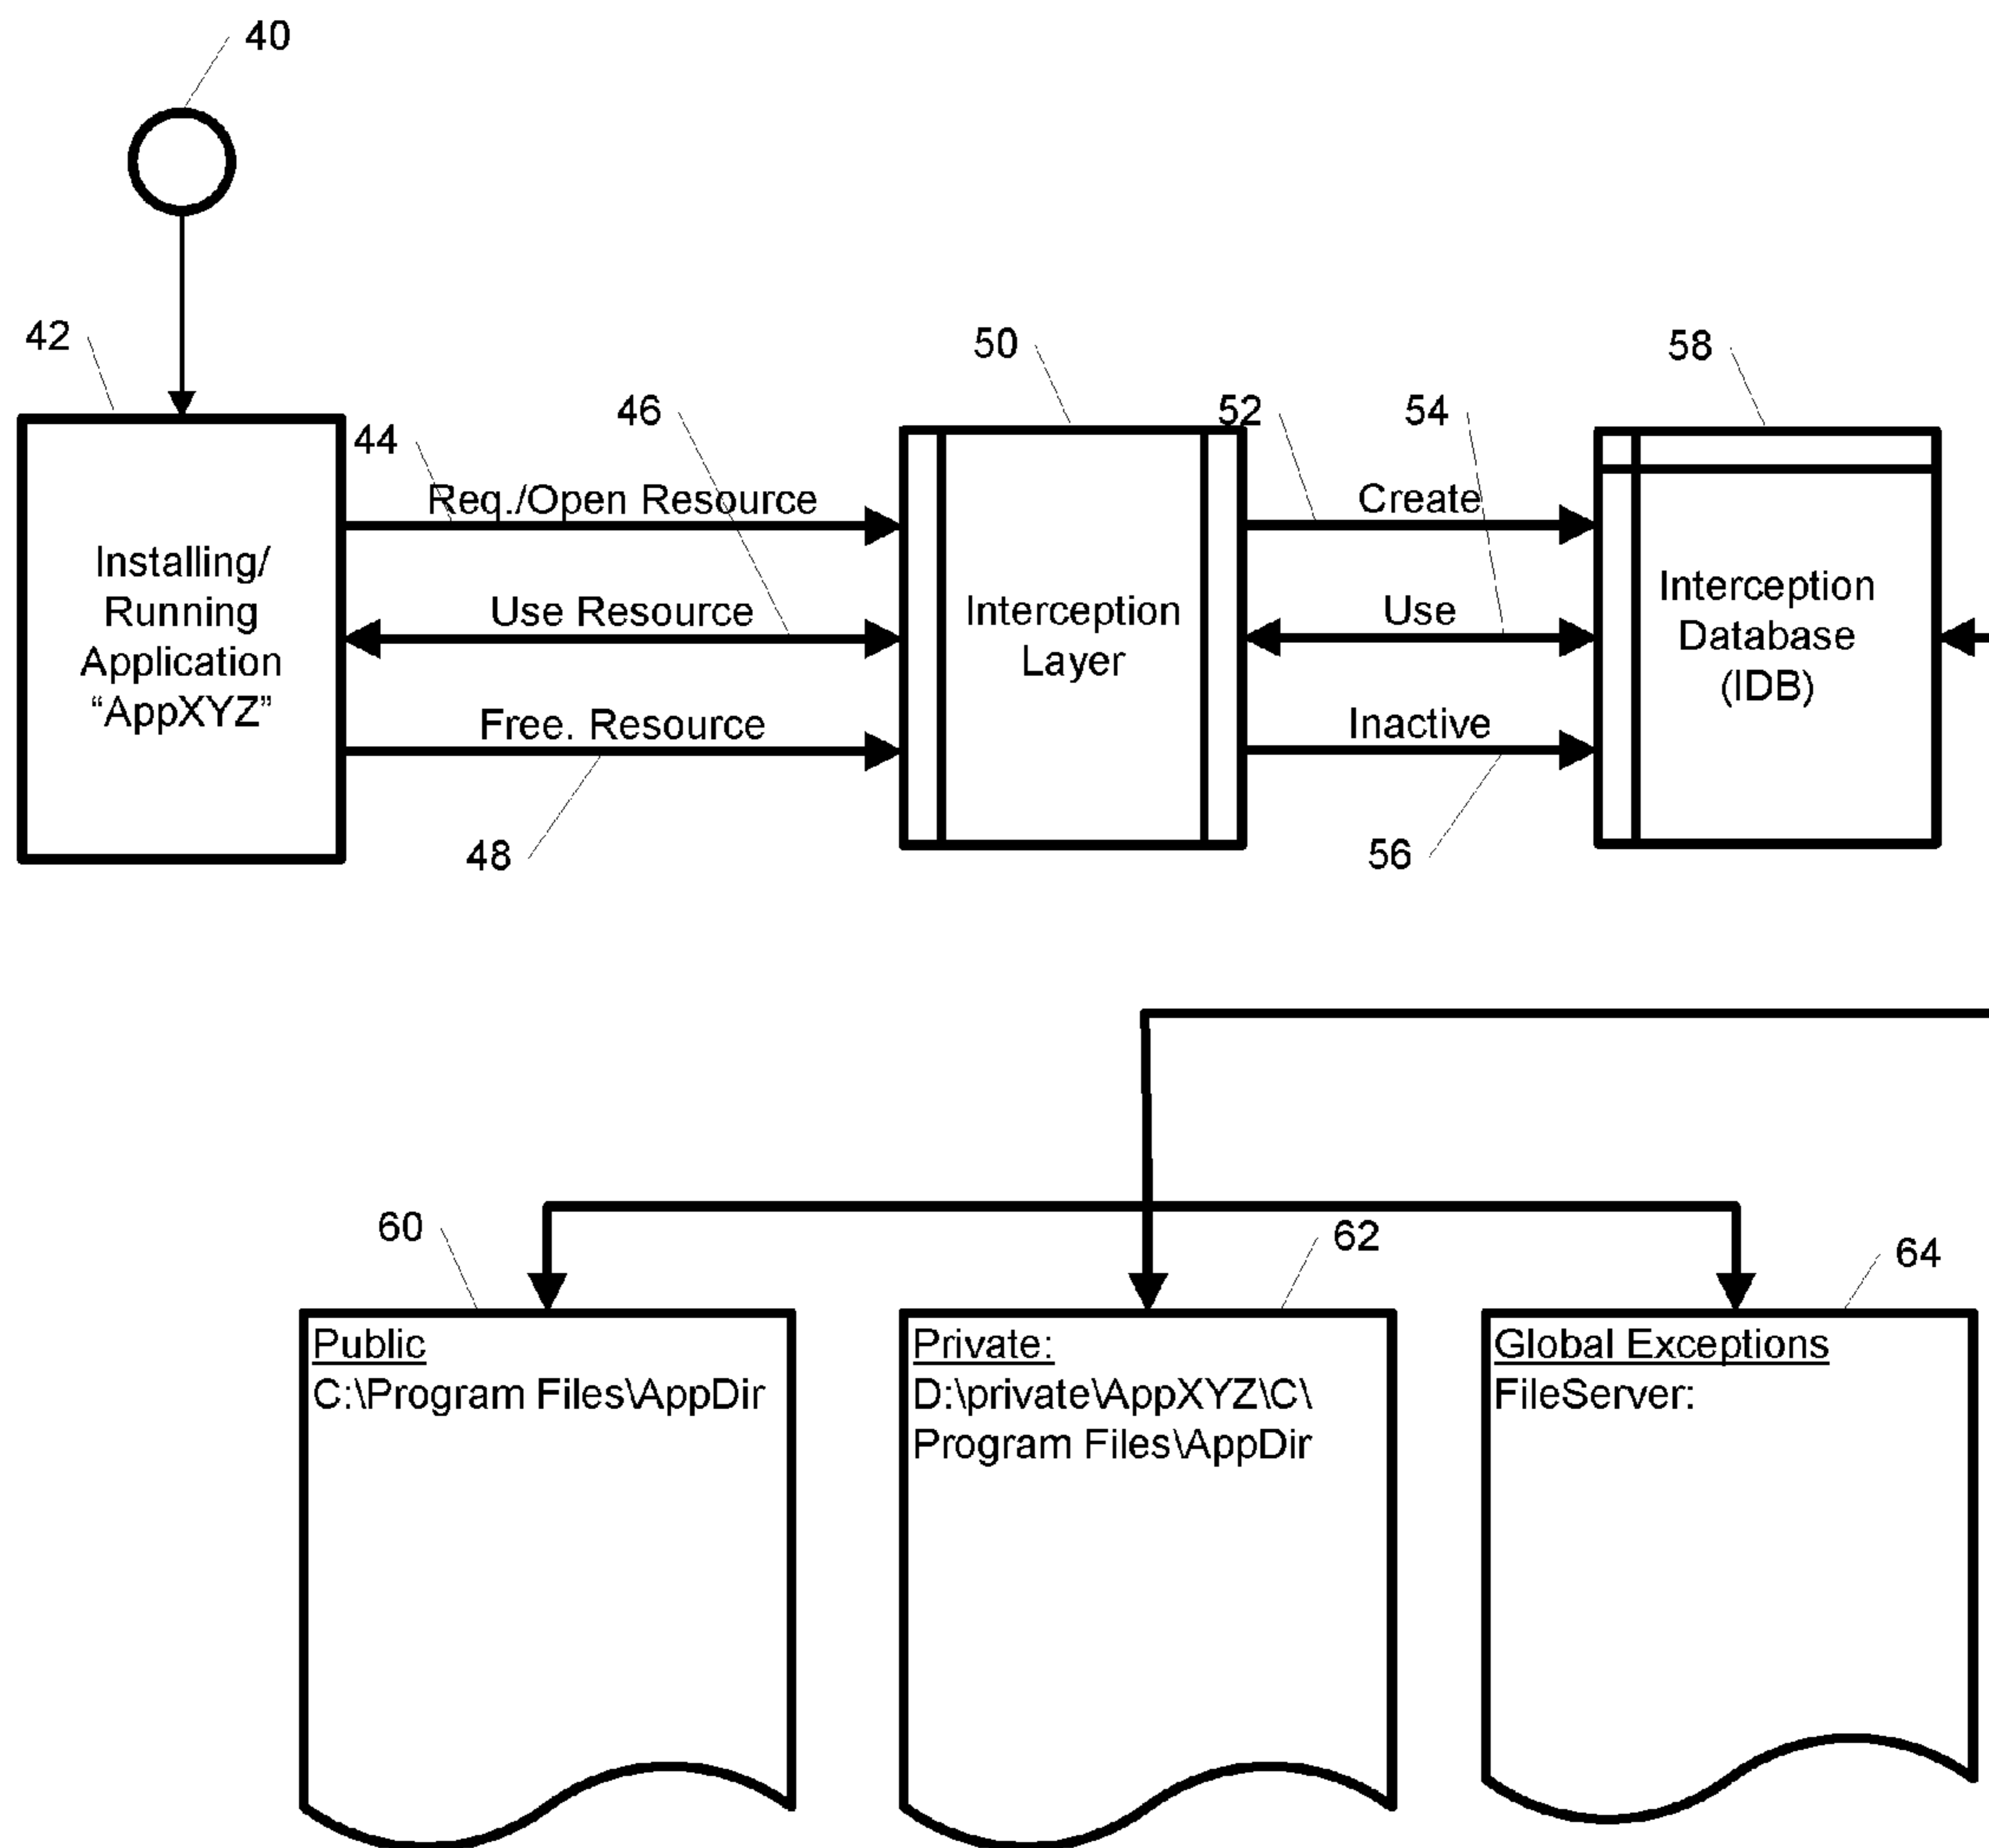 40
42
50
58
46
52
54
44
Req./Open Resource
Create
Installing/
Running
Application
“AppXYZ”
Use Resource
Interception
Layer
Use
Interception
Database
(IDB)
Free. Resource
Inactive
48
56
60
62
64
Public
C:\Program Files\AppDir
Private:
D:\private\AppXYZ\C\
Program Files\AppDir
Global Exceptions
FileServer: